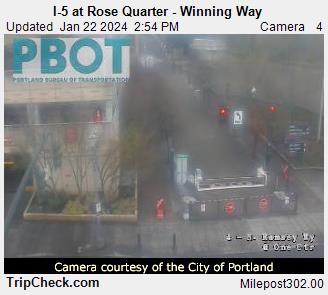 I-5 at Rose Quarter - Winning Way
Updated Jan 22 2024 2:54 PM Camera 4
PBOT
PORTLAND BUREAU OF TRANSPORTATION
Camera courtesy of the City of Portland
TripCheck.com Milepost302.00